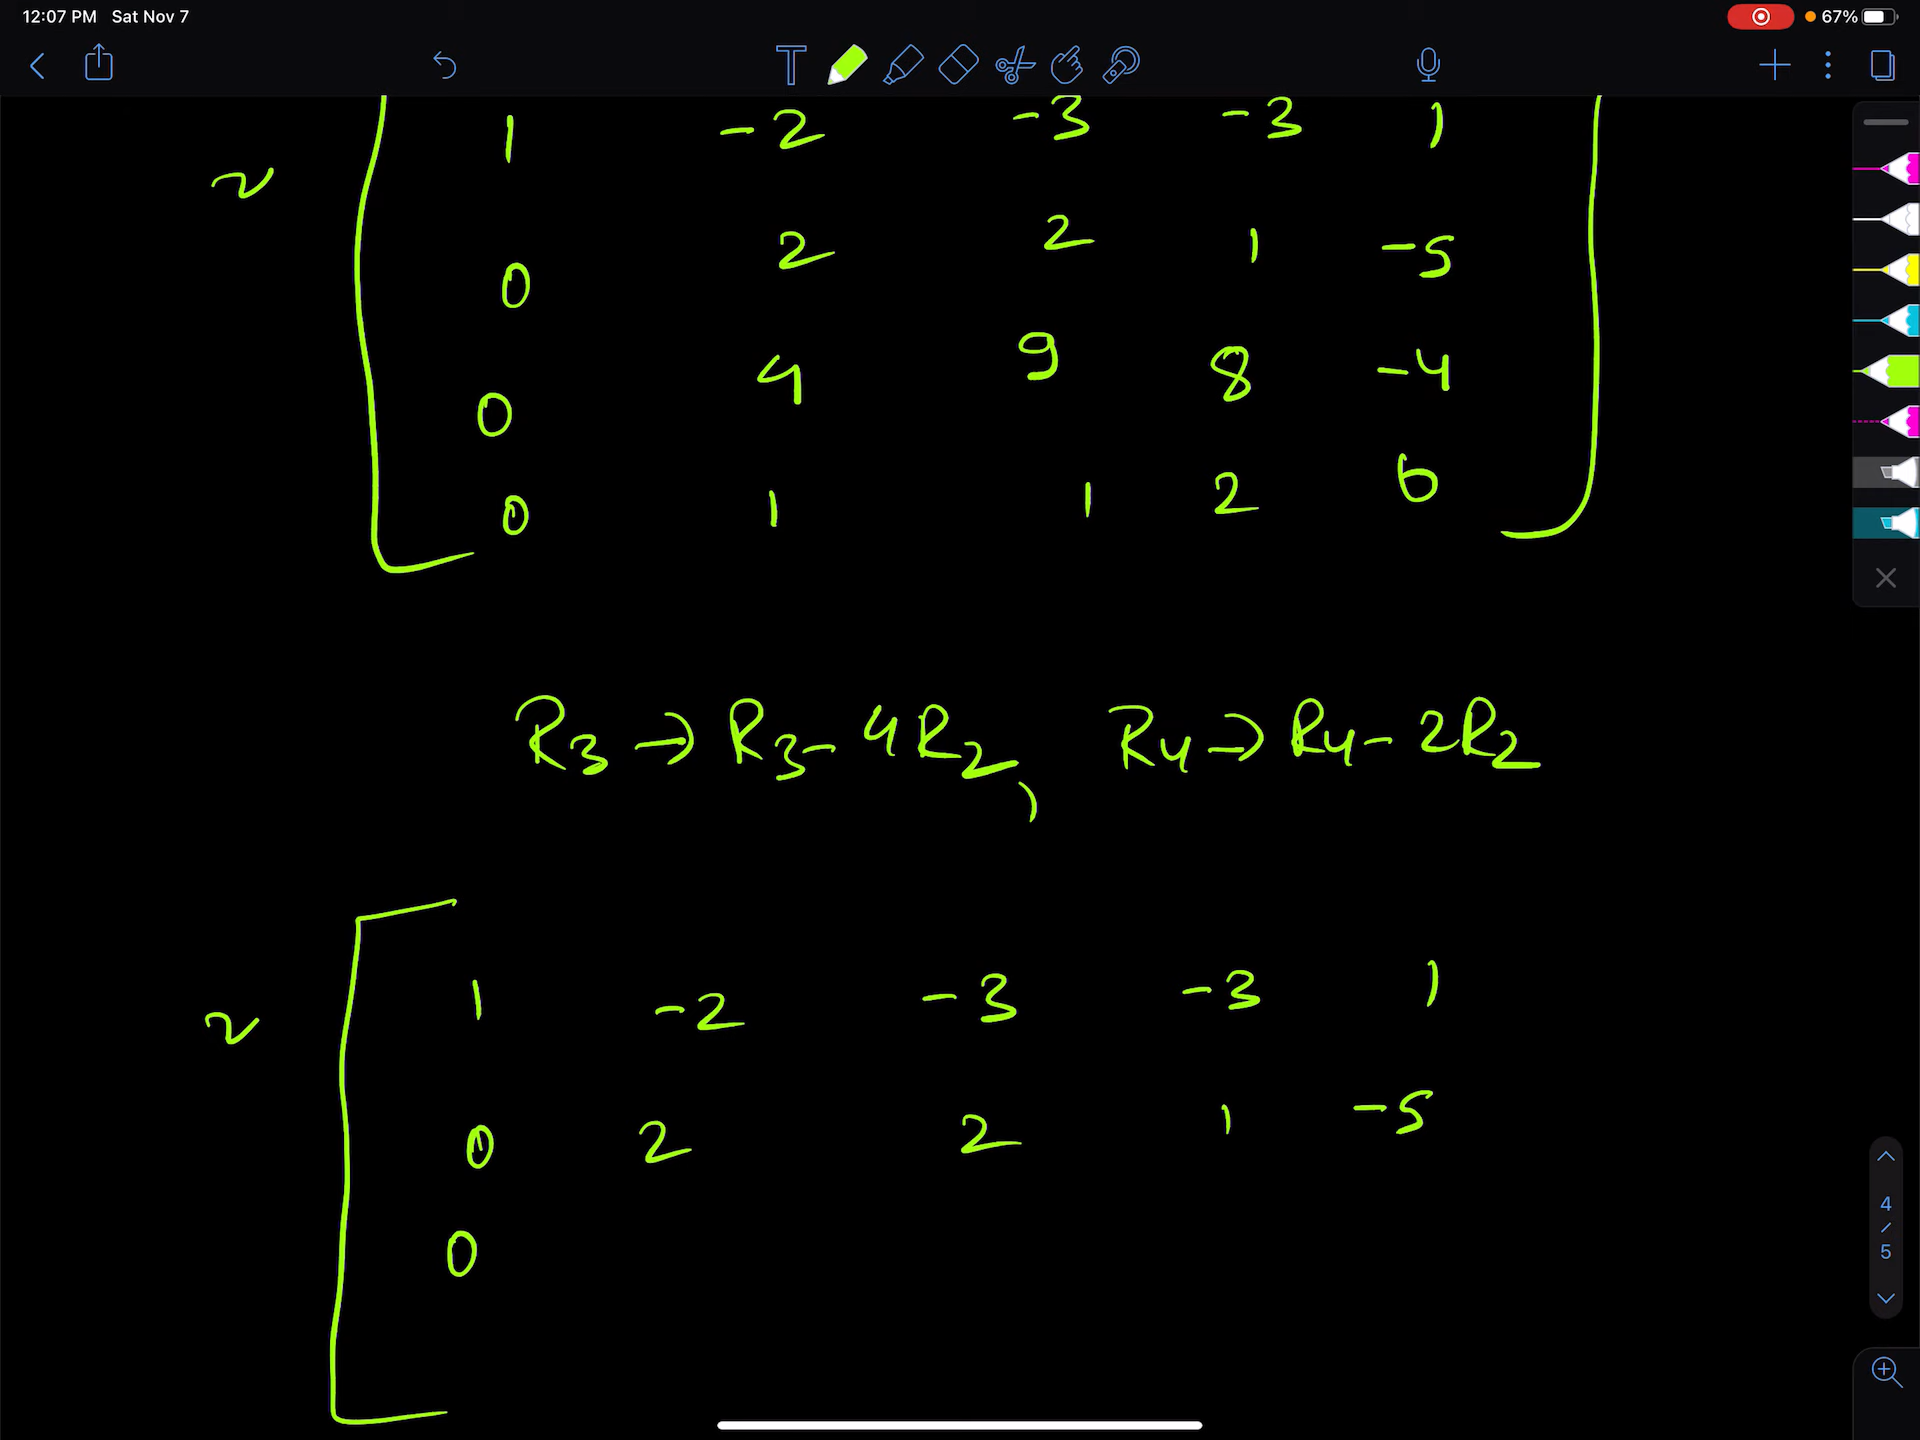 12:07 PM Sat Nov 7 67%
1 -2 -3 -3 1
~
0 2 2 1 -5
0 4 9 8 -4
0 1 1 2 6
R3 → R3 - 4R2, R4 → R4 - 2R2
1 -2 -3 -3 1
~
0 2 2 1 -5
0
4
/
5